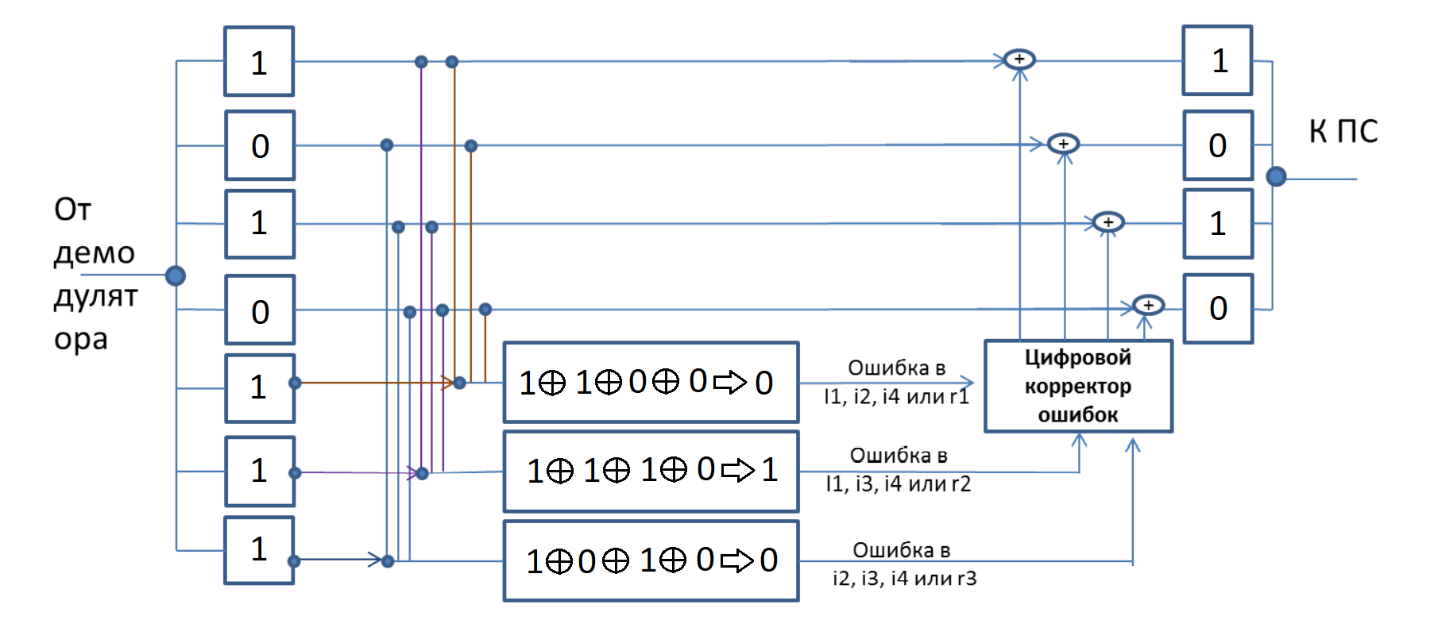 От
демо
дулят
ора
1
0
1
0
1
1
1
1⊕ 1⊕ 0 ⊕ 0 ⇨ 0
1⊕ 1⊕ 1⊕ 0 ⇨ 1
1⊕ 0 ⊕ 1⊕ 0 ⇨ 0
Ошибка в
I1, i2, i4 или r1
Ошибка в
I1, i3, i4 или r2
Ошибка в
i2, i3, i4 или r3
+
+
+
+
Цифровой
корректор
ошибок
1
0
1
0
К ПС